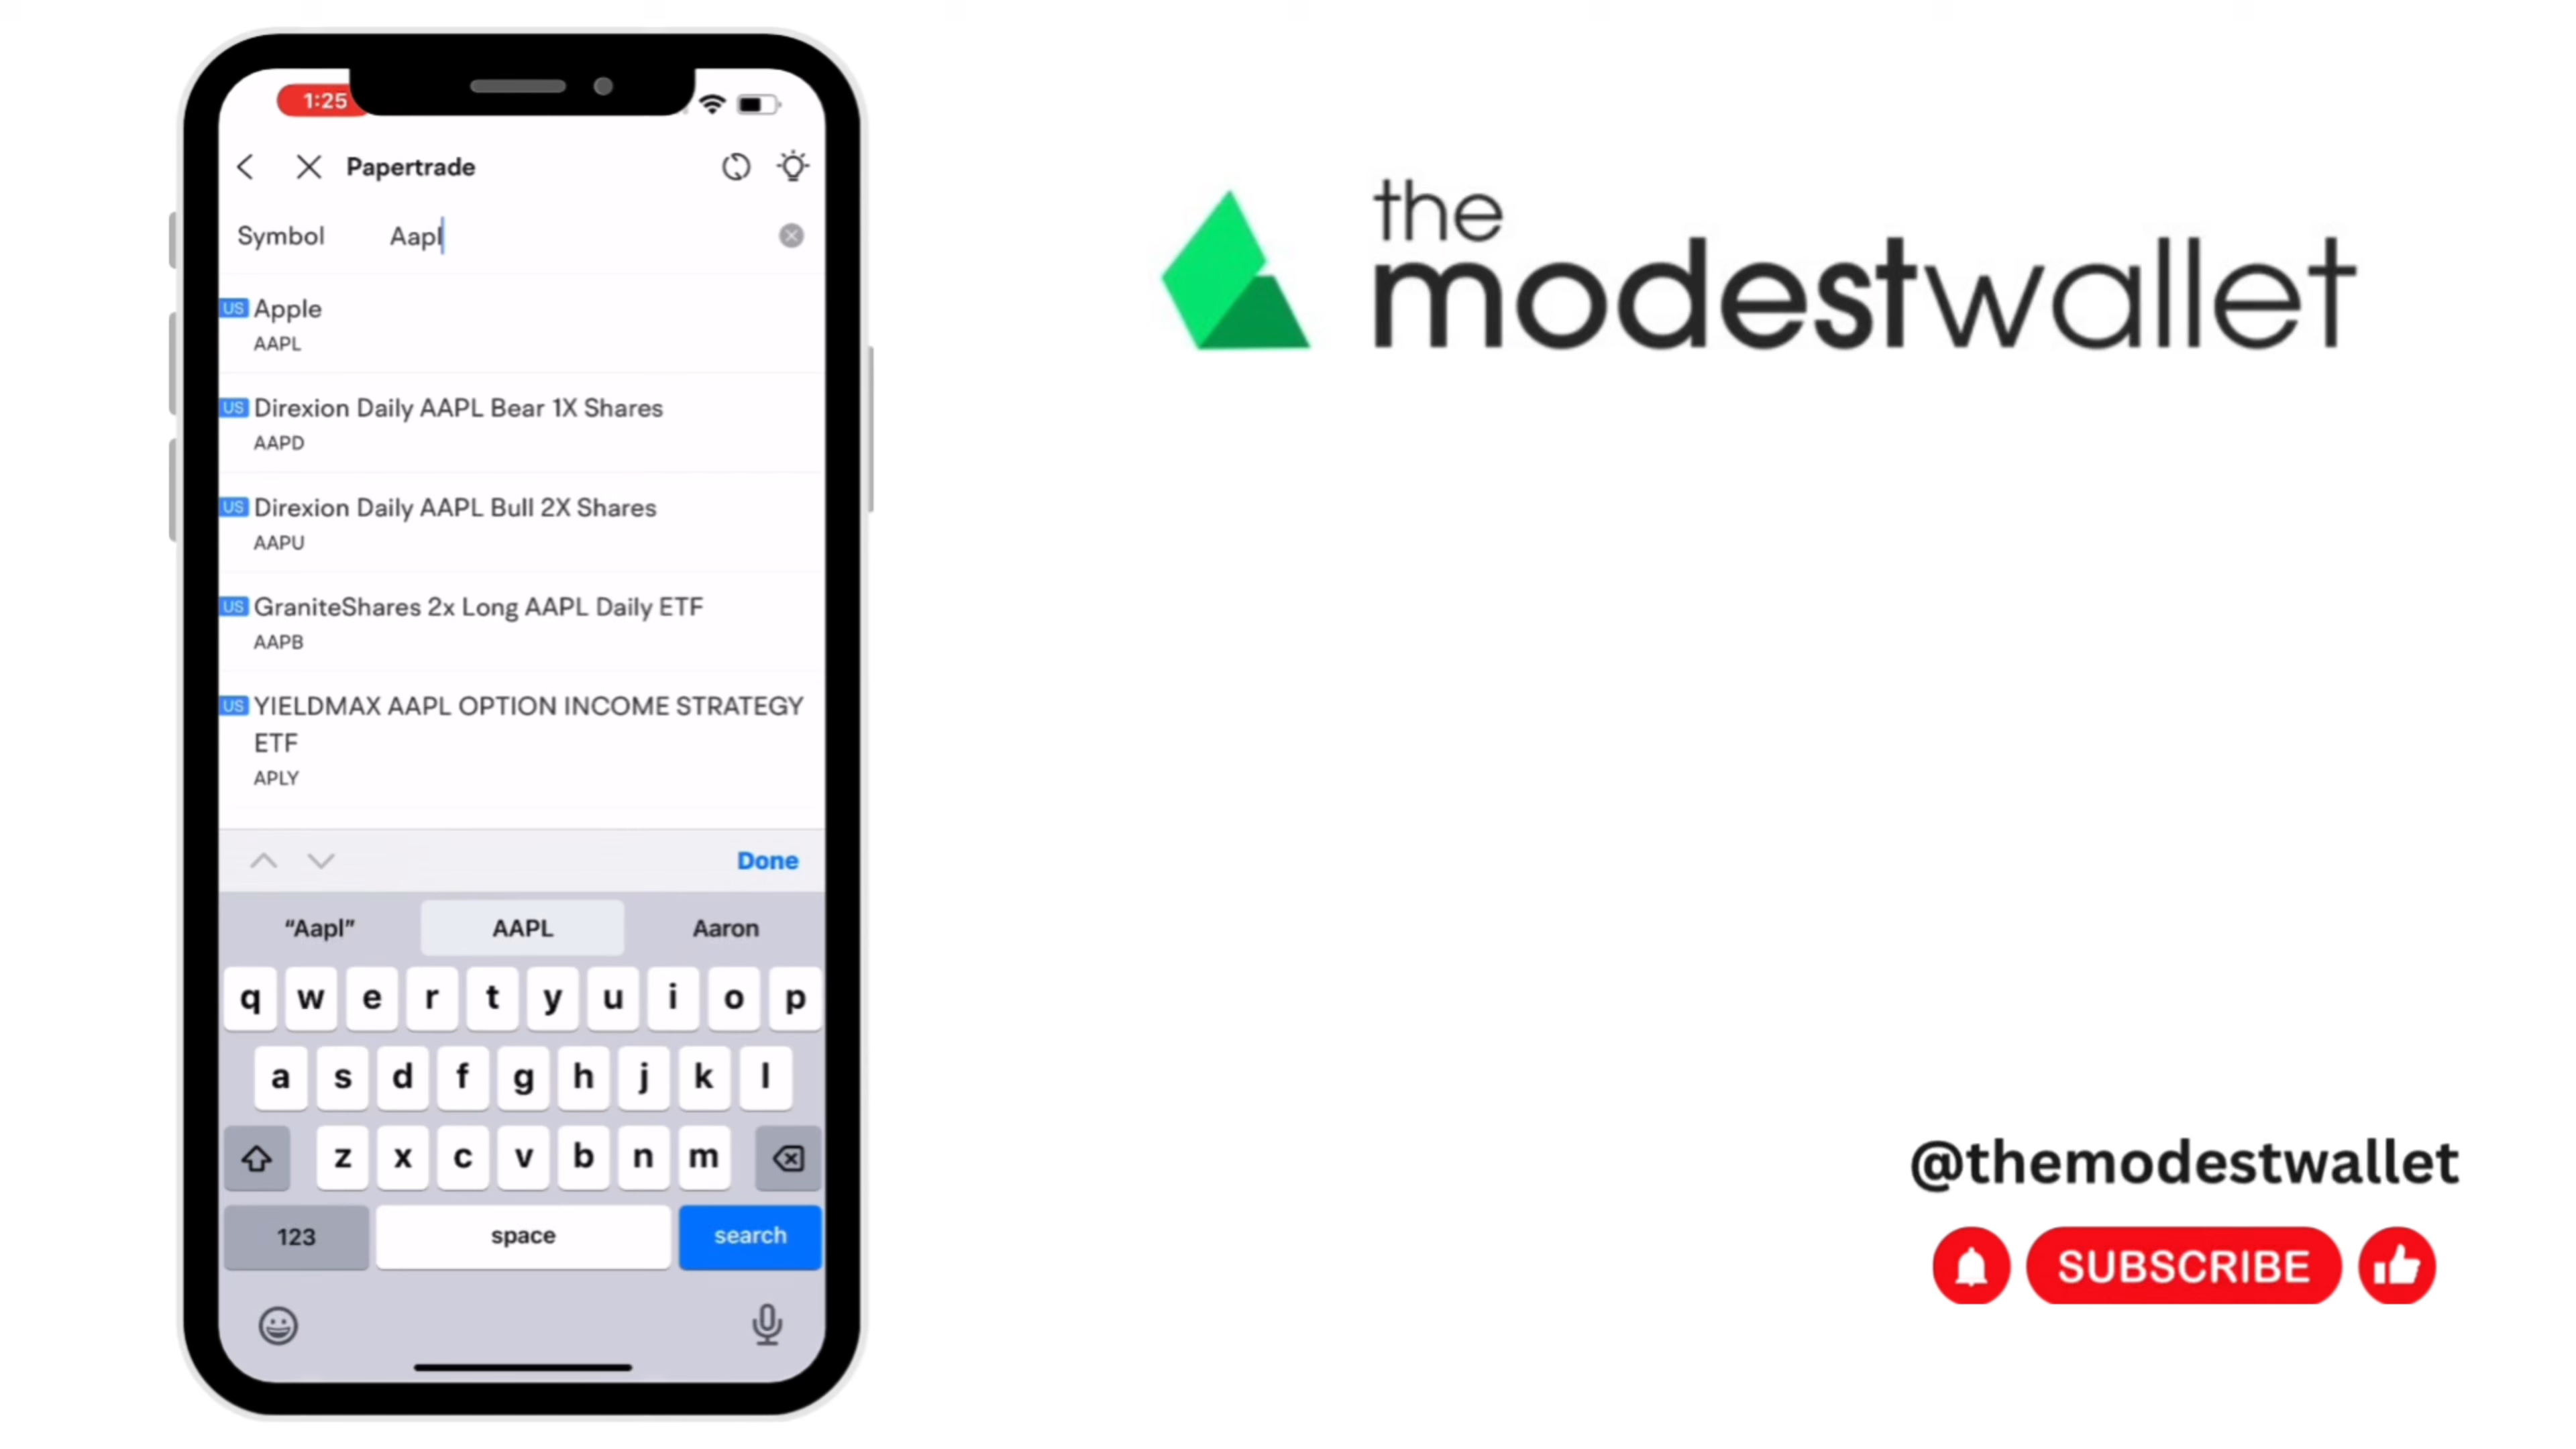 1:25
Papertrade
Symbol Aapl
US Apple
AAPL
US Direxion Daily AAPL Bear 1X Shares
AAPD
US Direxion Daily AAPL Bull 2X Shares
AAPU
US GraniteShares 2x Long AAPL Daily ETF
AAPB
US YIELDMAX AAPL OPTION INCOME STRATEGY
ETF
APLY
Done
“Aapl” AAPL Aaron
q w e r t y u i o p
a s d f g h j k l
z x c v b n m
123 space search
the
modestwallet
@themodestwallet
SUBSCRIBE